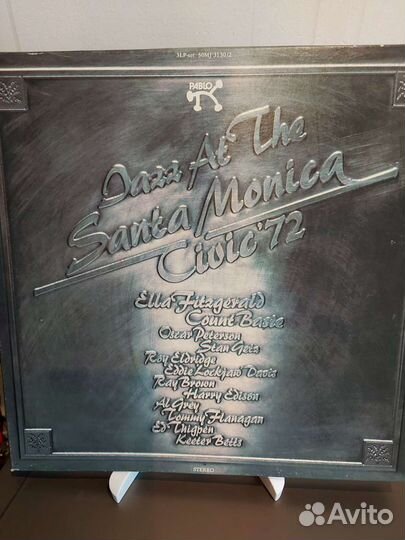 3LP-set 50MJ 3130/2
PABLO
Jazz At The
Santa Monica
Civic '72
Ella Fitzgerald
Count Basie
Oscar Peterson
Stan Getz
Roy Eldridge
Eddie Lockjaw Davis
Ray Brown
Harry Edison
Al Grey
Tommy Flanagan
Ed Thigpen
Keeter Betts
STEREO
Avito